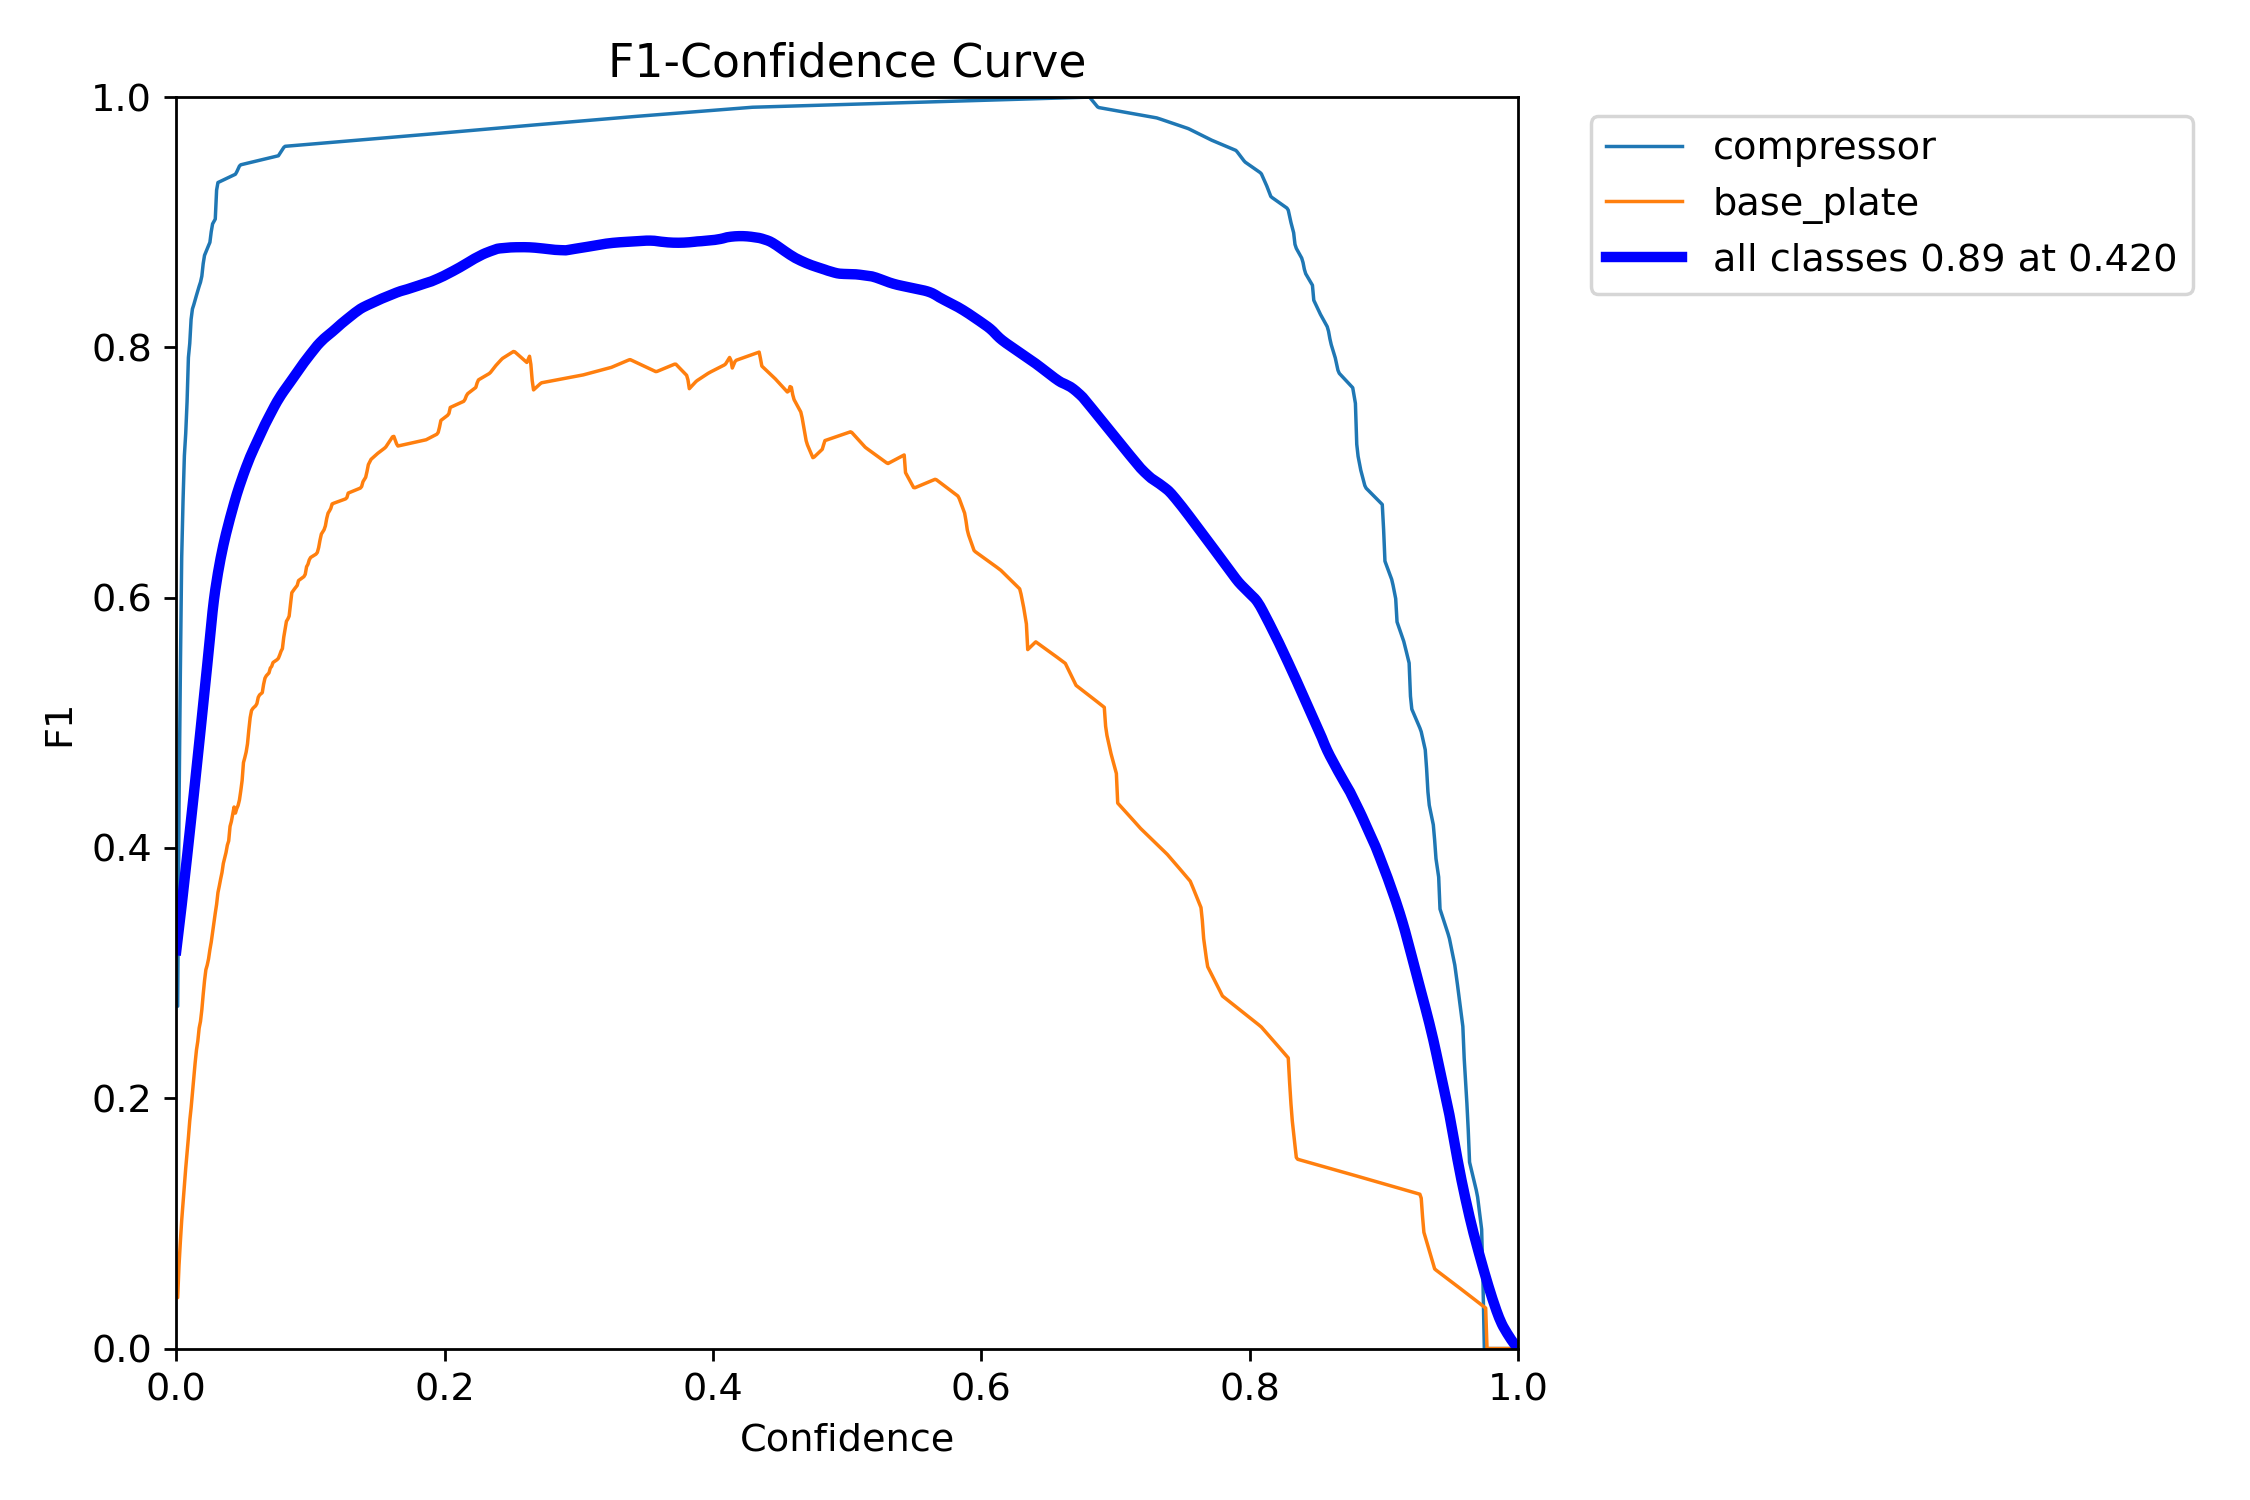 F1-Confidence Curve
compressor
base_plate
all classes 0.89 at 0.420
F1
1.0
0.8
0.6
0.4
0.2
0.0
0.0 0.2 0.4 0.6 0.8 1.0
Confidence